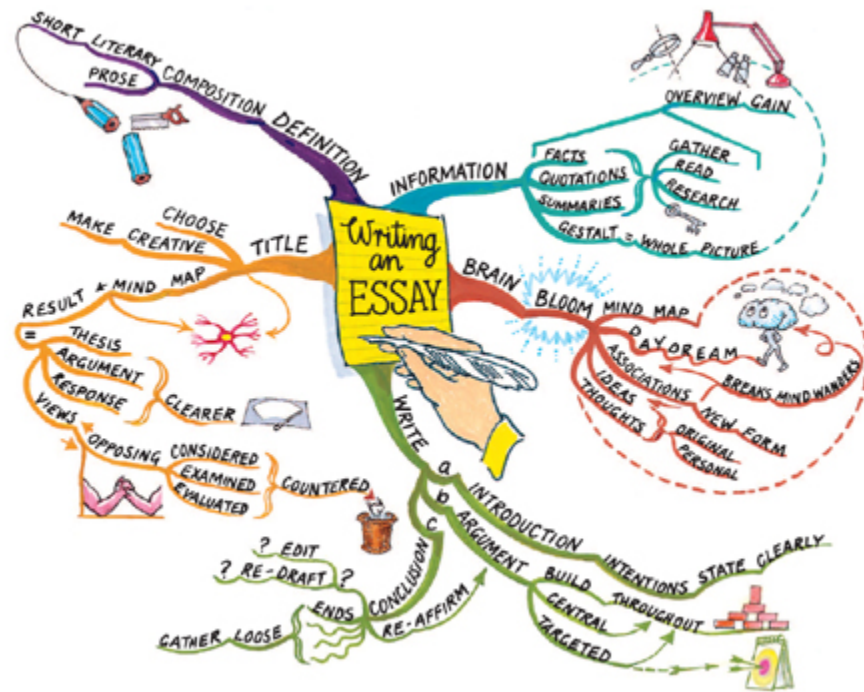 Writing
an
ESSAY
SHORT LITERARY COMPOSITION DEFINITION
PROSE
INFORMATION
OVERVIEW GAIN
FACTS
QUOTATIONS
SUMMARIES
GATHER
READ
RESEARCH
GESTALT = WHOLE PICTURE
BRAIN BLOOM MIND MAP
DAYDREAM
BREAKS, MIND WANDERS
ASSOCIATIONS
NEW FORM
IDEAS
THOUGHTS
ORIGINAL
PERSONAL
WRITE
a INTRODUCTION INTENTIONS STATE CLEARLY
b ARGUMENT
BUILD THROUGHOUT
CENTRAL
TARGETED
c CONCLUSION
RE-AFFIRM
? EDIT
? RE-DRAFT ?
ENDS
GATHER LOOSE
TITLE
CHOOSE
MAKE CREATIVE
MIND MAP
RESULT
=
THESIS
ARGUMENT
RESPONSE
CLEARER
VIEWS
OPPOSING CONSIDERED
EXAMINED
EVALUATED
COUNTERED